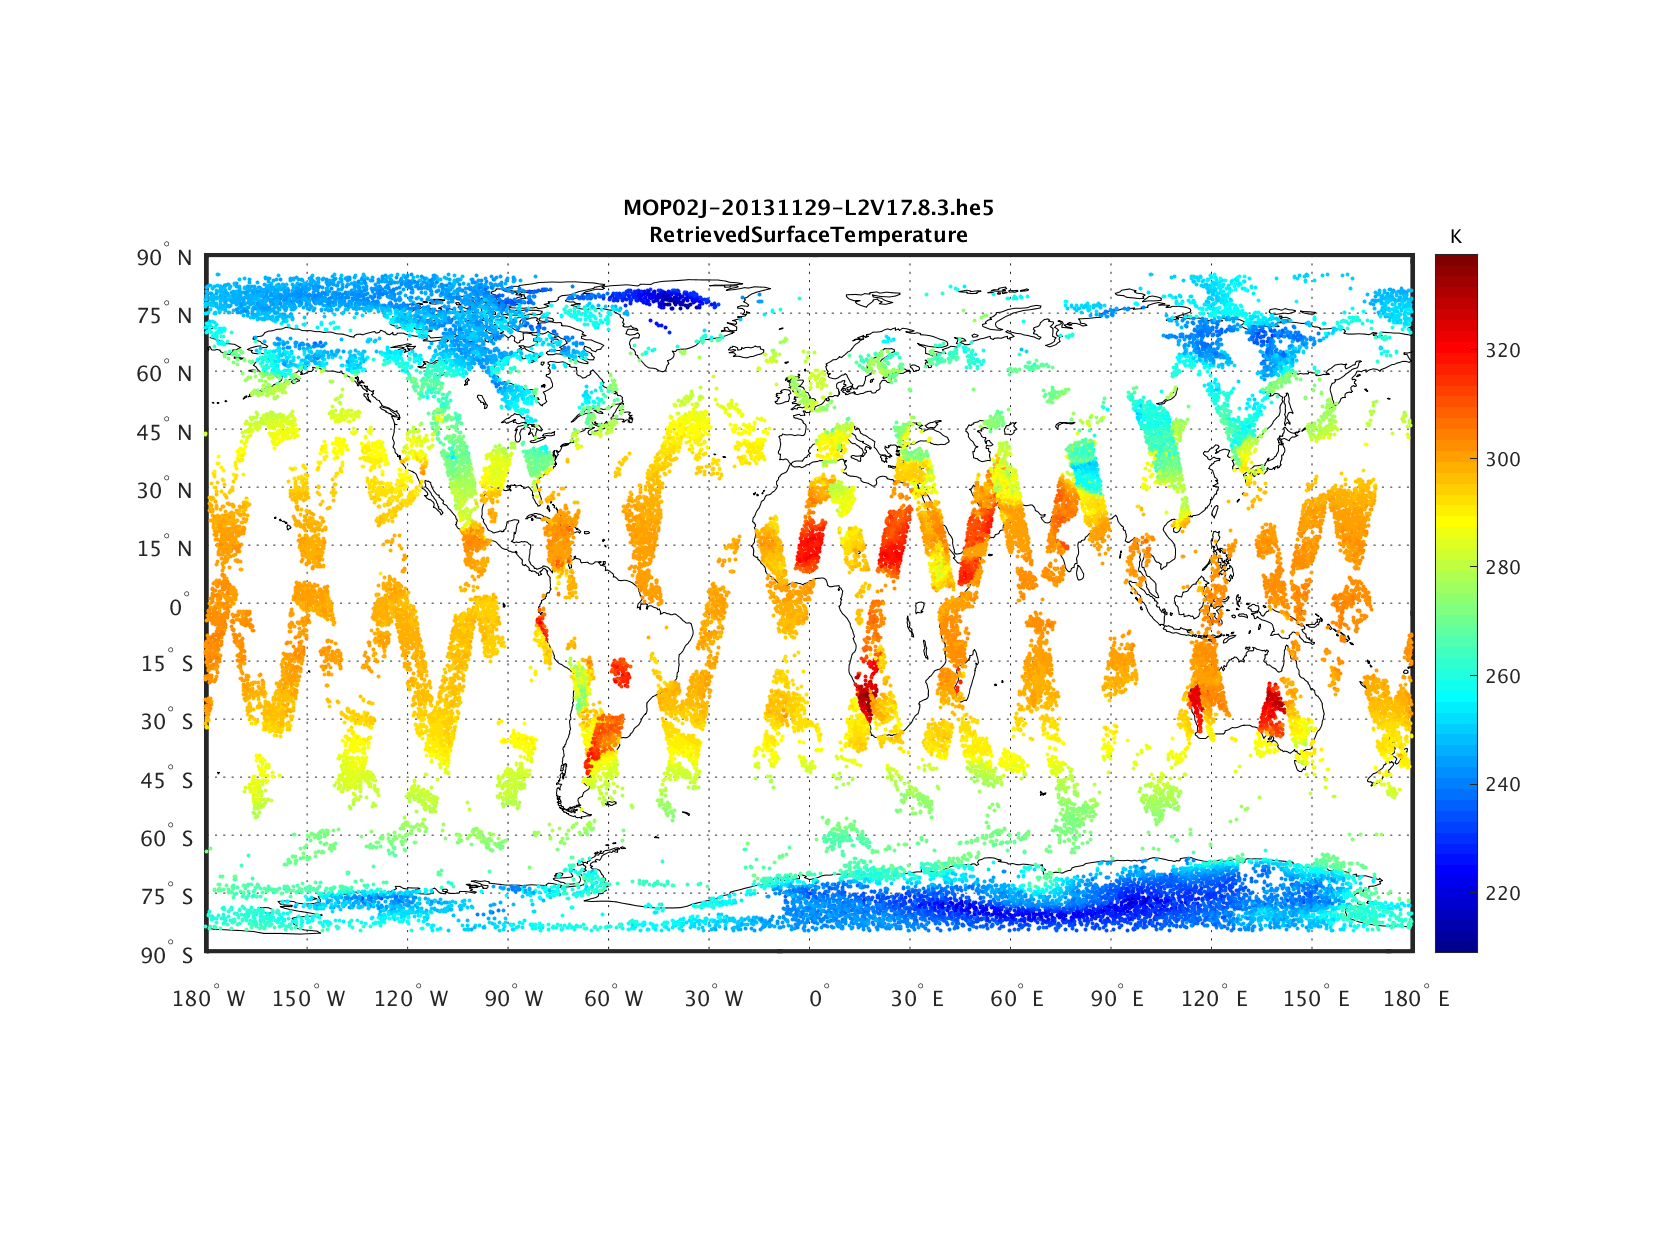 MOP02J-20131129-L2V17.8.3.he5
RetrievedSurfaceTemperature
K
90° N
75° N
60° N
45° N
30° N
15° N
0°
15° S
30° S
45° S
60° S
75° S
90° S
180° W 150° W 120° W 90° W 60° W 30° W 0° 30° E 60° E 90° E 120° E 150° E 180° E
320
300
280
260
240
220